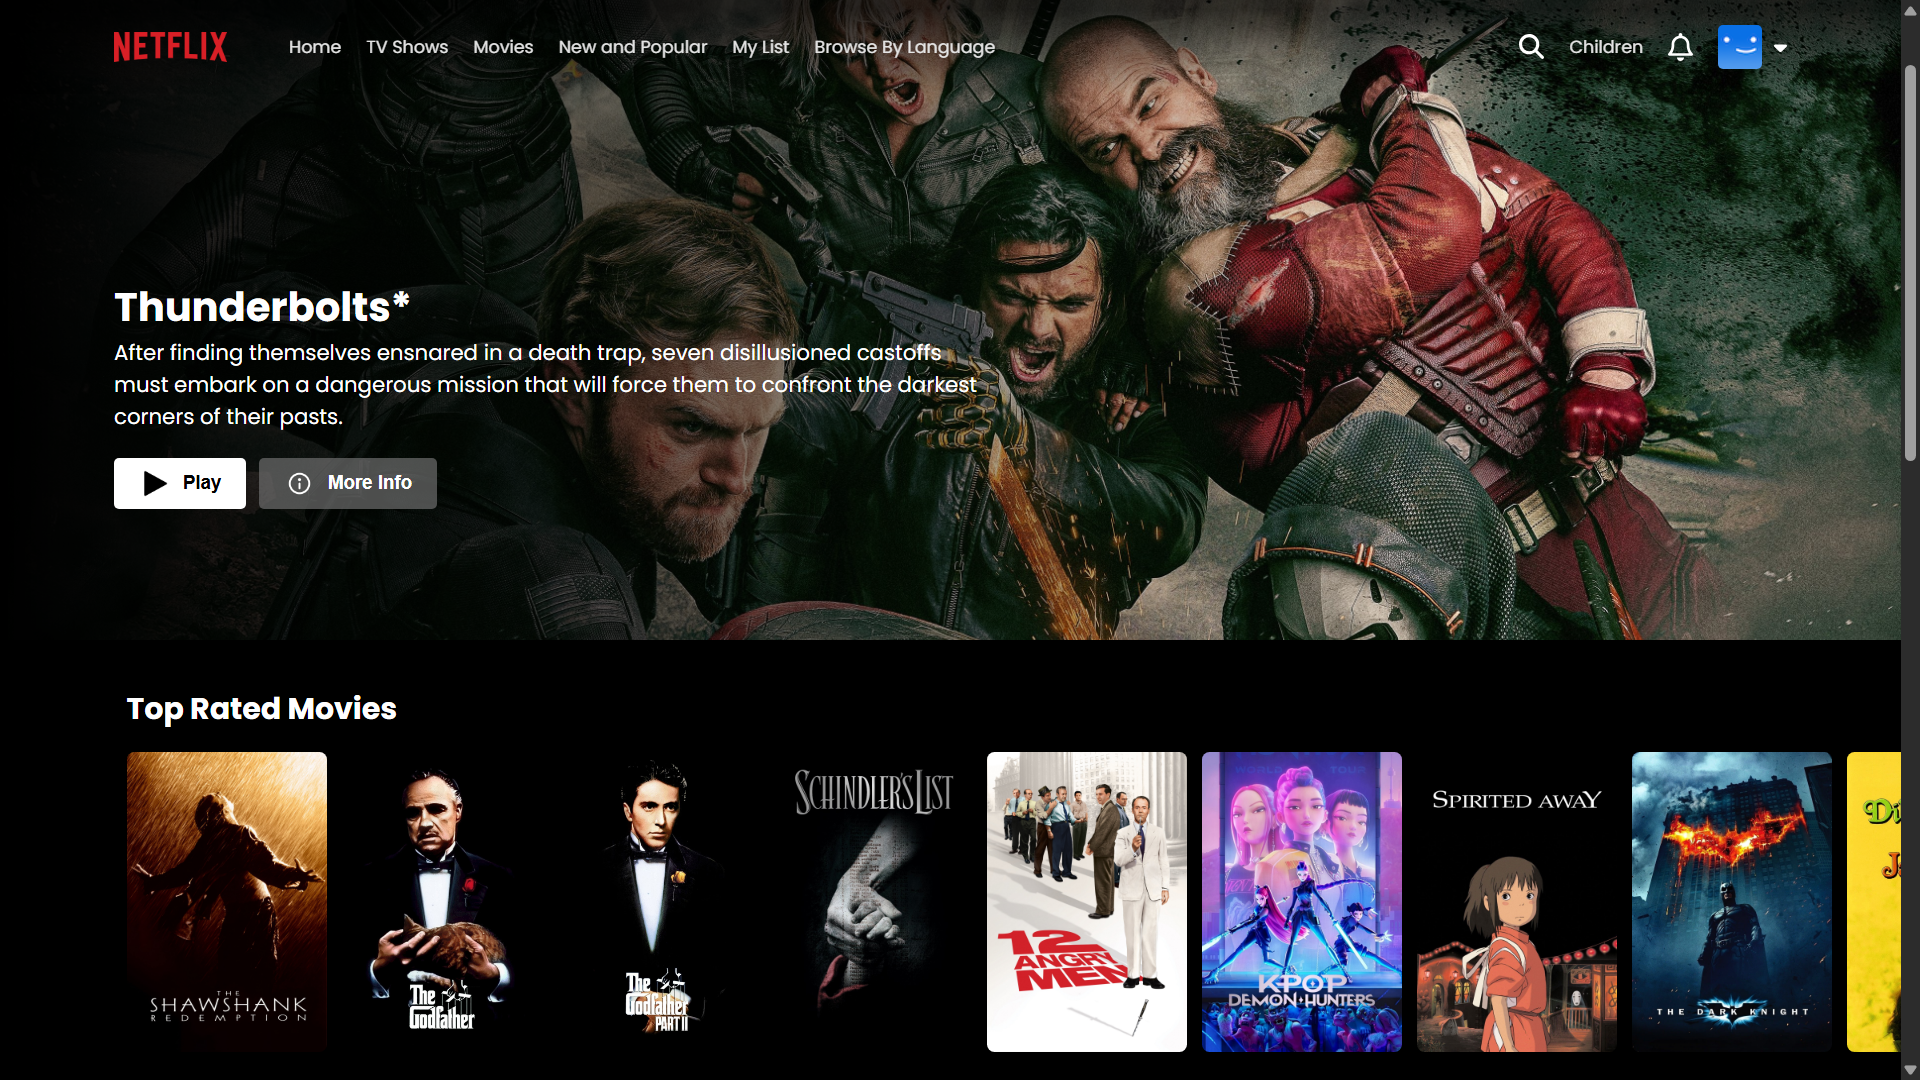 NETFLIX
Home
TV Shows
Movies
New and Popular
My List
Browse By Language
Children
Thunderbolts*
After finding themselves ensnared in a death trap, seven disillusioned castoffs
must embark on a dangerous mission that will force them to confront the darkest
corners of their pasts.
Play
More Info
Top Rated Movies
THE
SHAWSHANK
REDEMPTION
The
Godfather
The
Godfather
PART II
SCHINDLER'S LIST
12
ANGRY
MEN
WORLD TOUR
KPOP
DEMON HUNTERS
SPIRITED AWAY
THE DARK KNIGHT